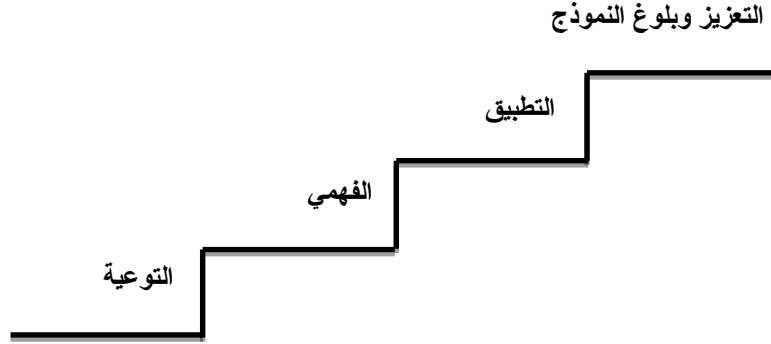 التعزيز وبلوغ النموذج
التطبيق
الفهمي
التوعية